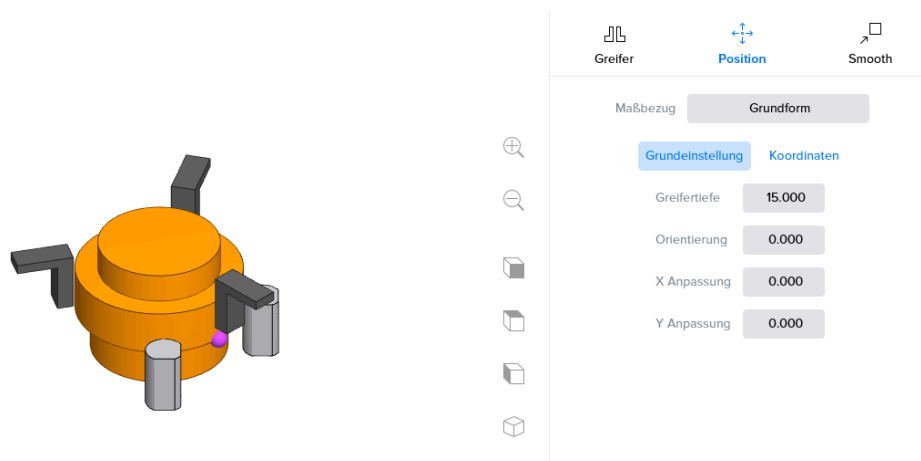 Greifer Position Smooth
Maßbezug Grundform
Grundeinstellung Koordinaten
Greifertiefe 15.000
Orientierung 0.000
X Anpassung 0.000
Y Anpassung 0.000